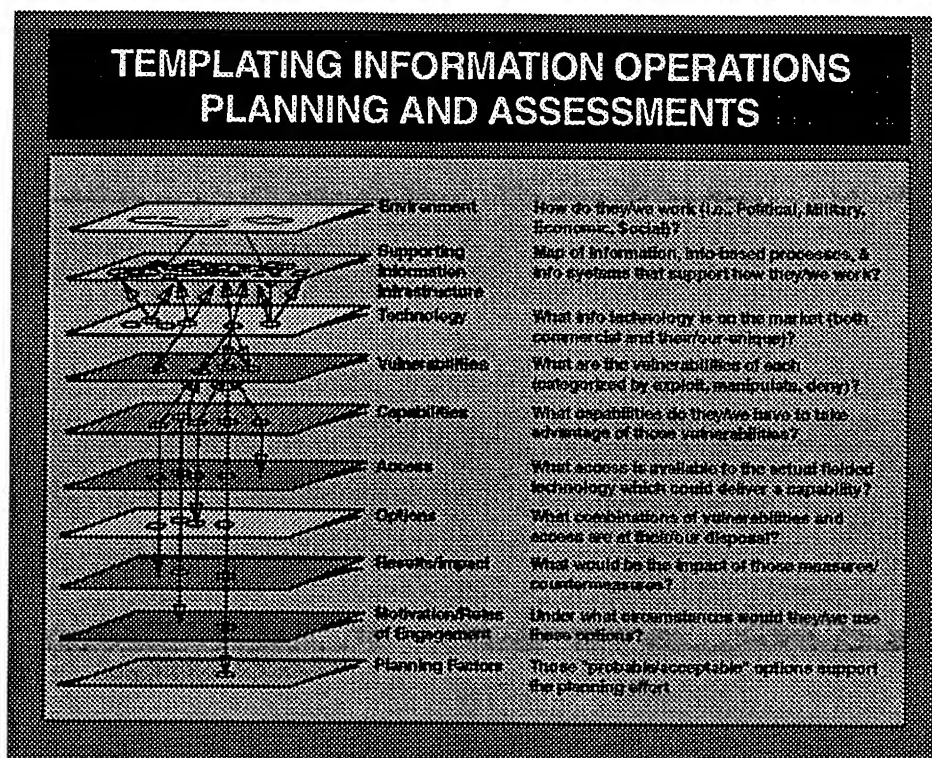 TEMPLATING INFORMATION OPERATIONS
PLANNING AND ASSESSMENTS
Environment
How do they/we work (i.e., Political, Military,
Economic, Social)?
Supporting
Information
Infrastructure
Map of information, info-based processes, &
info systems that support how they/we work?
Technology
What info technology is on the market (both
commercial and their/our unique)?
Vulnerabilities
What are the vulnerabilities of each
(categorized by exploit, manipulate, deny)?
Capabilities
What capabilities do they/we have to take
advantage of those vulnerabilities?
Access
What access is available to the actual fielded
technology which could deliver a capability?
Options
What combinations of vulnerabilities and
access are at their/our disposal?
Results/Impact
What would be the impact of those measures/
countermeasures?
Motivation/Rules
of Engagement
Under what circumstances would they/we use
these options?
Planning Factors
Those "probable/acceptable" options support
the planning effort